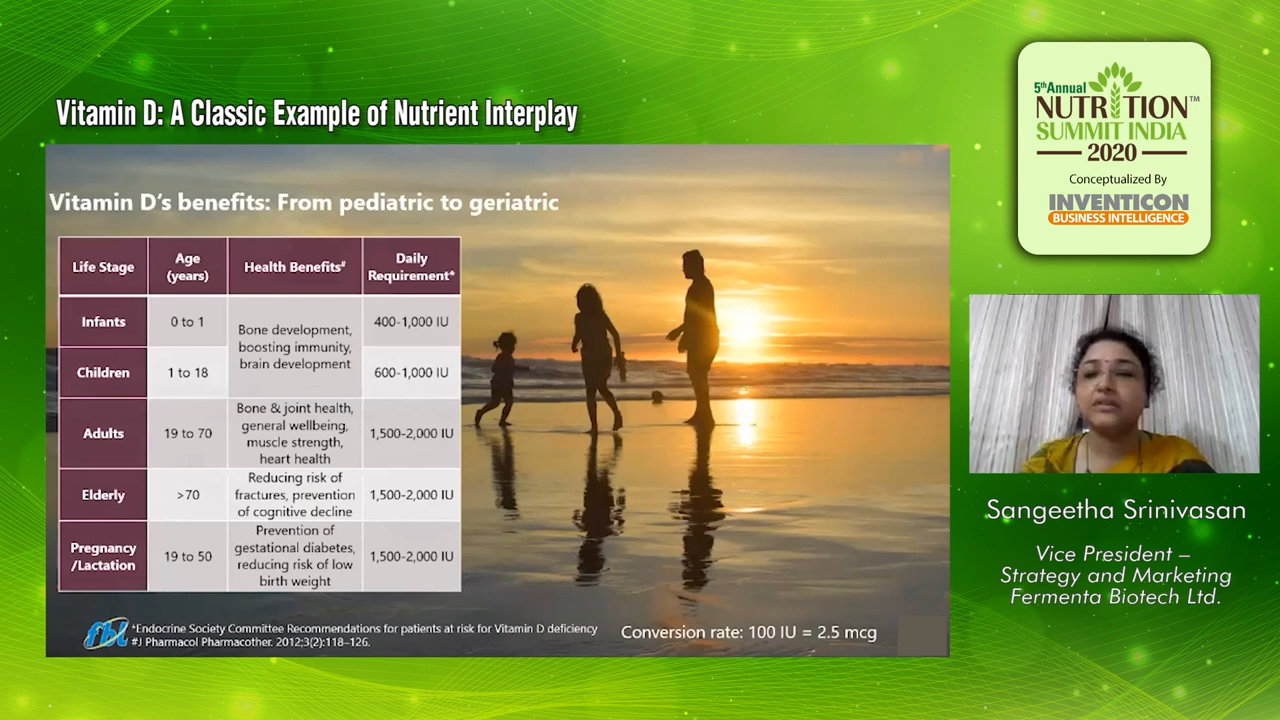 Vitamin D: A Classic Example of Nutrient Interplay
Vitamin D's benefits: From pediatric to geriatric
Life Stage
Age
(years)
Health Benefits#
Daily
Requirement*
Infants
0 to 1
Bone development,
boosting immunity,
brain development
400-1,000 IU
Children
1 to 18
600-1,000 IU
Adults
19 to 70
Bone & joint health,
general wellbeing,
muscle strength,
heart health
1,500-2,000 IU
Elderly
>70
Reducing risk of
fractures, prevention
of cognitive decline
1,500-2,000 IU
Pregnancy
/Lactation
19 to 50
Prevention of
gestational diabetes,
reducing risk of low
birth weight
1,500-2,000 IU
fbl
*Endocrine Society Committee Recommendations for patients at risk for Vitamin D deficiency
#J Pharmacol Pharmacother. 2012;3(2):118–126.
Conversion rate: 100 IU = 2.5 mcg
5th Annual
NUTRITION™
SUMMIT INDIA
2020
Conceptualized By
INVENTICON
BUSINESS INTELLIGENCE
Sangeetha Srinivasan
Vice President –
Strategy and Marketing
Fermenta Biotech Ltd.